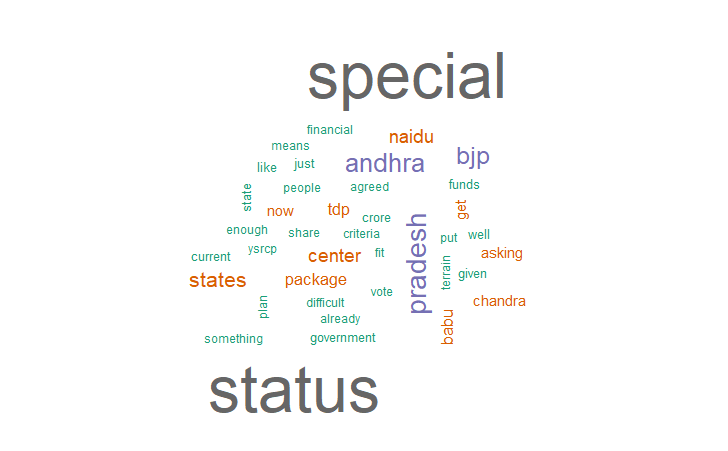 special
financial
naidu
means
bjp
andhra
like
just
people
agreed
funds
state
now
tdp
get
crore
enough
share
criteria
put
well
current
ysrcp
center
fit
pradesh
asking
terrain
given
states
package
vote
plan
difficult
chandra
already
babu
something
government
status